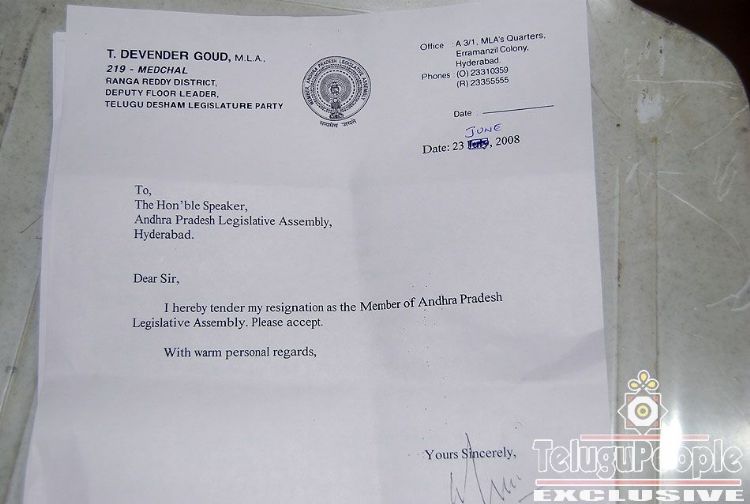 T. DEVENDER GOUD, M.L.A.,
219 - MEDCHAL
RANGA REDDY DISTRICT,
DEPUTY FLOOR LEADER,
TELUGU DESHAM LEGISLATURE PARTY
Office : A 3/1, MLA's Quarters,
Erramanzil Colony,
Hyderabad.
Phones : (O) 23310359
(R) 23355555
Date :
JUNE
Date: 23 , 2008
To,
The Hon'ble Speaker,
Andhra Pradesh Legislative Assembly,
Hyderabad.
Dear Sir,
I hereby tender my resignation as the Member of Andhra Pradesh
Legislative Assembly. Please accept.
With warm personal regards,
Yours Sincerely,
TeluguPeople
EXCLUSIVE